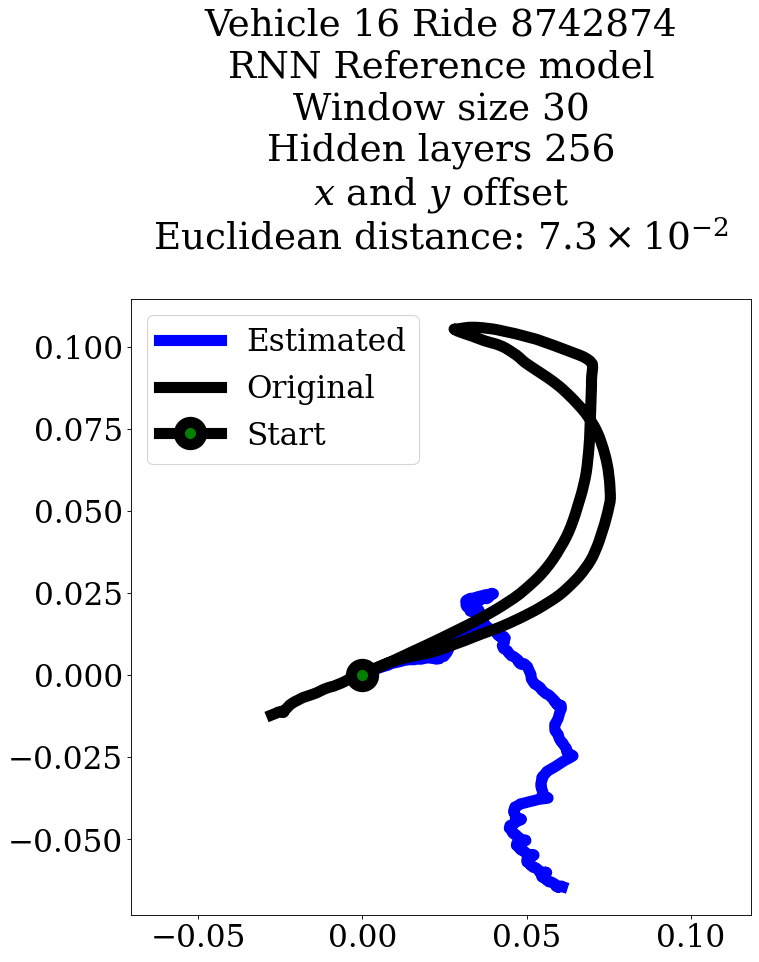 Vehicle 16 Ride 8742874
RNN Reference model
Window size 30
Hidden layers 256
x and y offset
Euclidean distance: 7.3 × 10⁻²
Estimated
Original
Start
0.100
0.075
0.050
0.025
0.000
−0.025
−0.050
−0.05 0.00 0.05 0.10